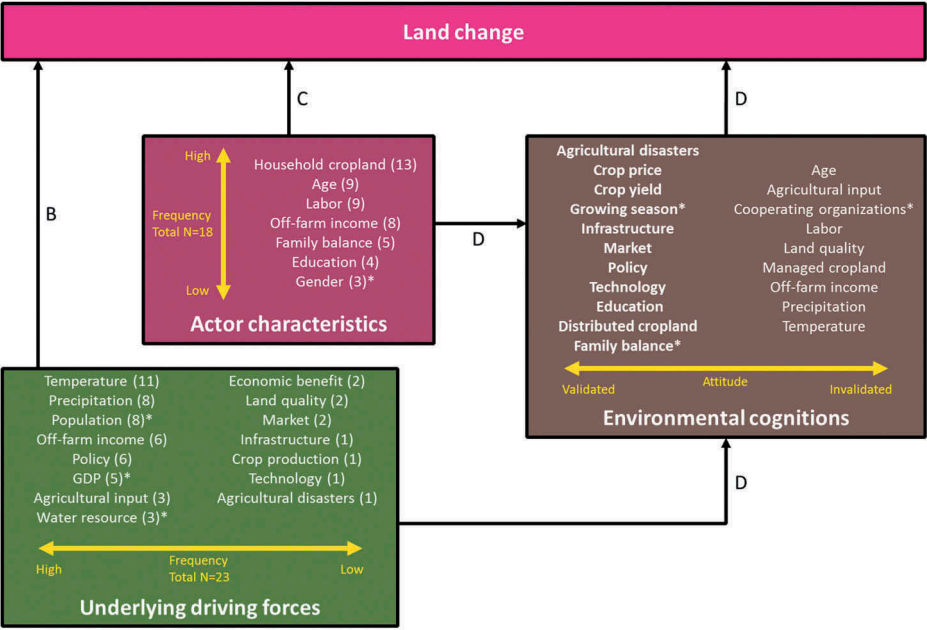 Land change
B
C
D
High
Frequency
Total N=18
Low
Household cropland (13)
Age (9)
Labor (9)
Off-farm income (8)
Family balance (5)
Education (4)
Gender (3)*
Actor characteristics
D
Agricultural disasters
Crop price
Crop yield
Growing season*
Infrastructure
Market
Policy
Technology
Education
Distributed cropland
Family balance*
Age
Agricultural input
Cooperating organizations*
Labor
Land quality
Managed cropland
Off-farm income
Precipitation
Temperature
Validated
Attitude
Invalidated
Environmental cognitions
Temperature (11)
Precipitation (8)
Population (8)*
Off-farm income (6)
Policy (6)
GDP (5)*
Agricultural input (3)
Water resource (3)*
Economic benefit (2)
Land quality (2)
Market (2)
Infrastructure (1)
Crop production (1)
Technology (1)
Agricultural disasters (1)
High
Frequency
Total N=23
Low
Underlying driving forces
D